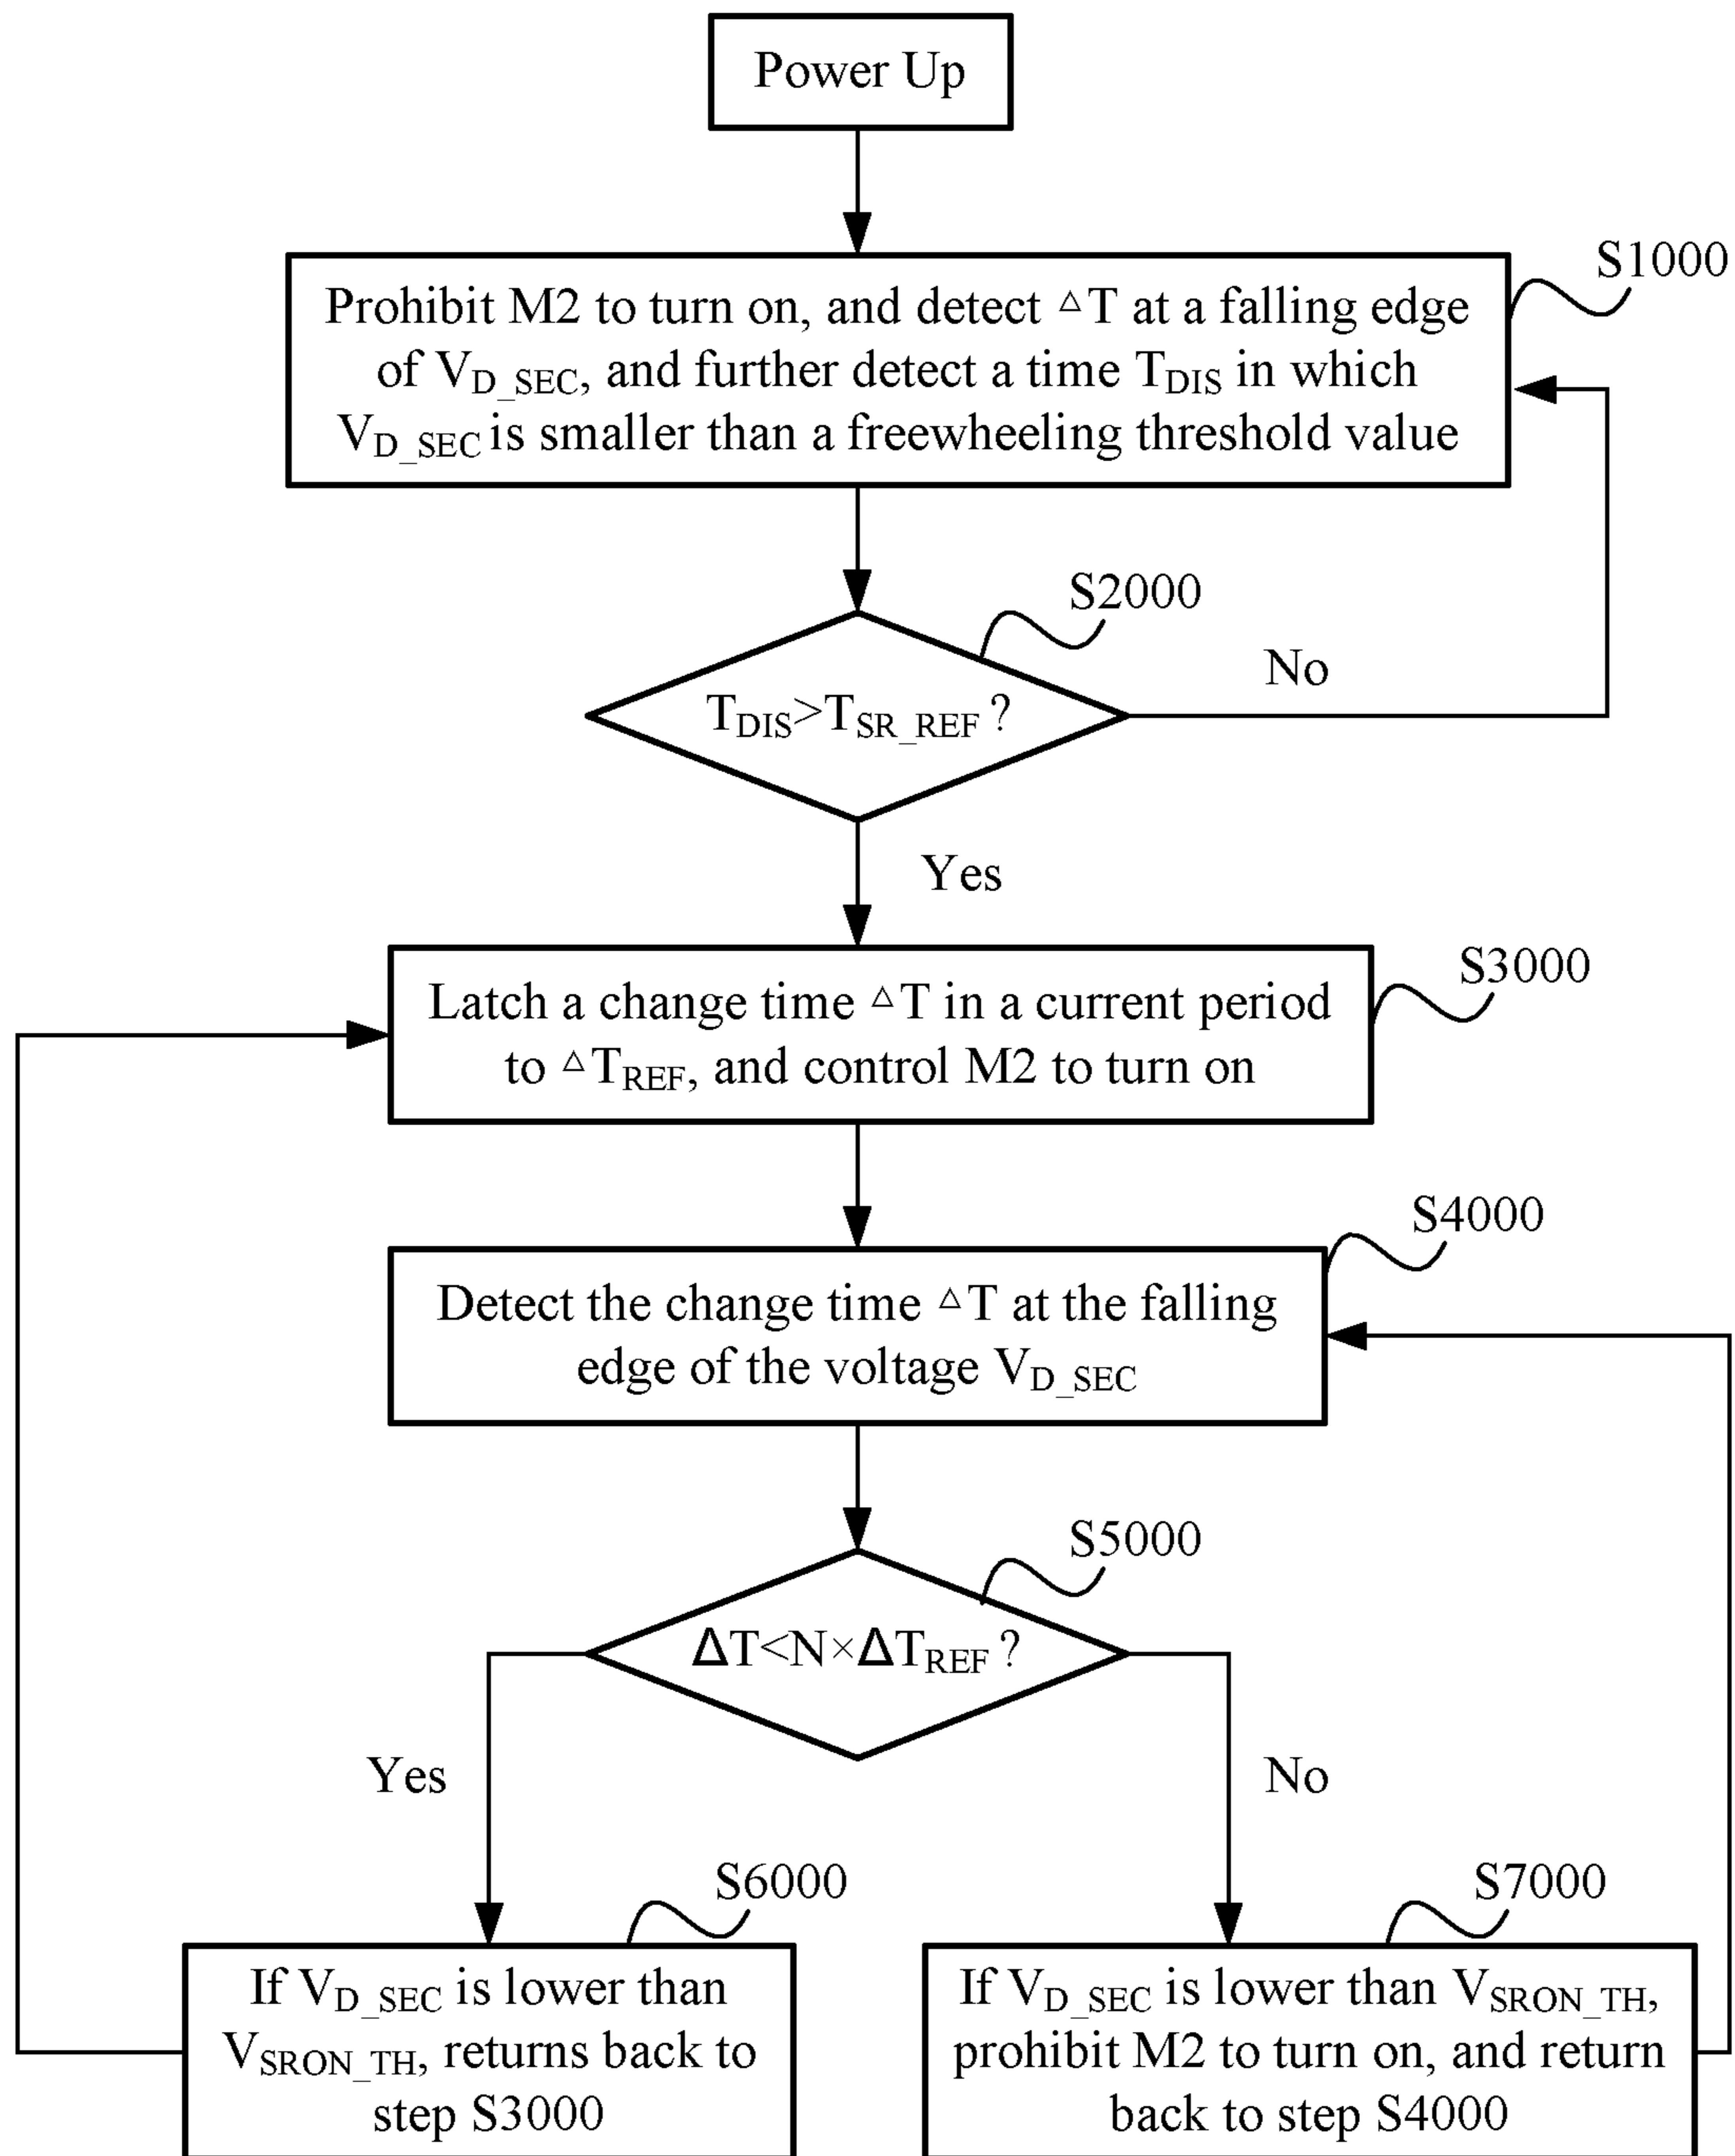 Power Up
S1000
Prohibit M2 to turn on, and detect △T at a falling edge
of V_D_SEC, and further detect a time T_DIS in which
V_D_SEC is smaller than a freewheeling threshold value
S2000
T_DIS>T_SR_REF ?
No
Yes
S3000
Latch a change time △T in a current period
to △T_REF, and control M2 to turn on
S4000
Detect the change time △T at the falling
edge of the voltage V_D_SEC
S5000
ΔT<N×ΔT_REF ?
Yes
No
S6000
If V_D_SEC is lower than
V_SRON_TH, returns back to
step S3000
S7000
If V_D_SEC is lower than V_SRON_TH,
prohibit M2 to turn on, and return
back to step S4000